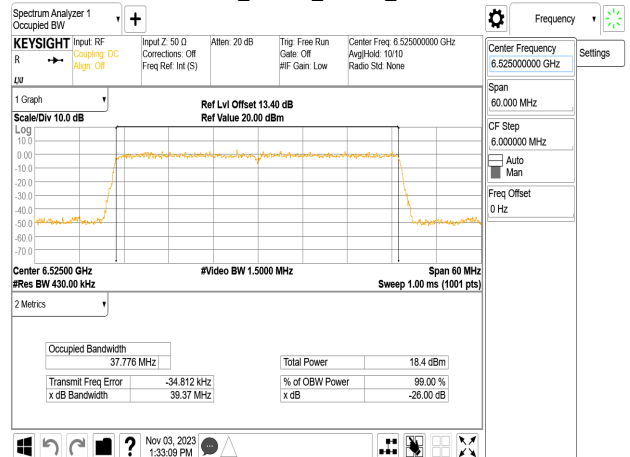 Spectrum Analyzer 1
Occupied BW
Frequency
KEYSIGHT
R
Input: RF
Coupling: DC
Align: Off
Input Z: 50 Ω
Corrections: Off
Freq Ref: Int (S)
Atten: 20 dB
Trig: Free Run
Gate: Off
#IF Gain: Low
Center Freq: 6.525000000 GHz
Avg|Hold: 10/10
Radio Std: None
Center Frequency
6.525000000 GHz
Settings
Span
60.000 MHz
CF Step
6.000000 MHz
Auto
Man
Freq Offset
0 Hz
1 Graph
Scale/Div 10.0 dB
Ref Lvl Offset 13.40 dB
Ref Value 20.00 dBm
Log
10.0
0.00
-10.0
-20.0
-30.0
-40.0
-50.0
-60.0
-70.0
Center 6.52500 GHz
#Video BW 1.5000 MHz
Span 60 MHz
#Res BW 430.00 kHz
Sweep 1.00 ms (1001 pts)
2 Metrics
Occupied Bandwidth
37.776 MHz
Total Power 18.4 dBm
Transmit Freq Error -34.812 kHz
% of OBW Power 99.00 %
x dB Bandwidth 39.37 MHz
x dB -26.00 dB
?
Nov 03, 2023
1:33:09 PM